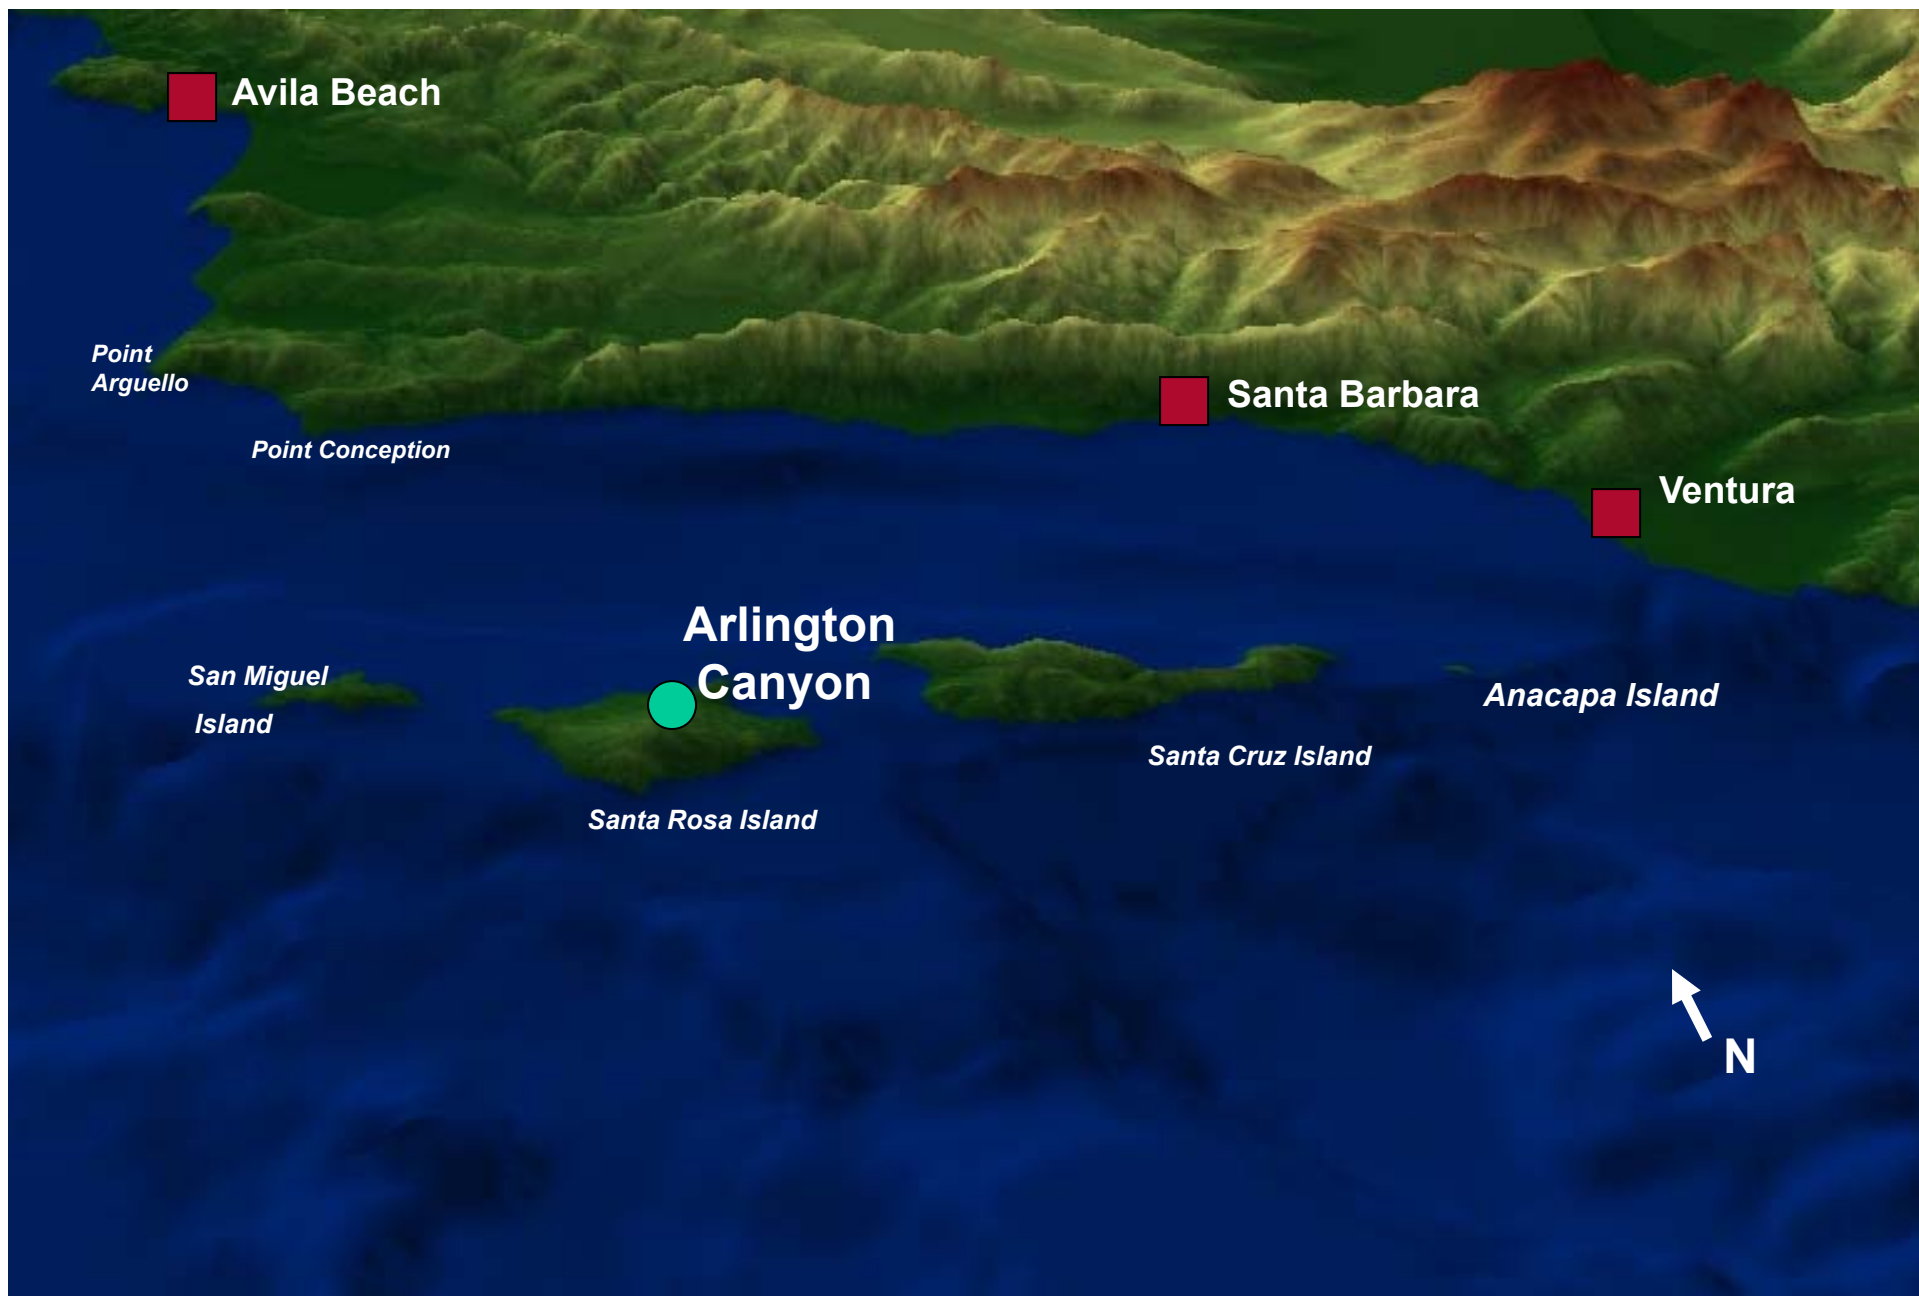 Avila Beach
Point
Arguello
Santa Barbara
Point Conception
Ventura
Arlington
Canyon
San Miguel
Island
Anacapa Island
Santa Cruz Island
Santa Rosa Island
N